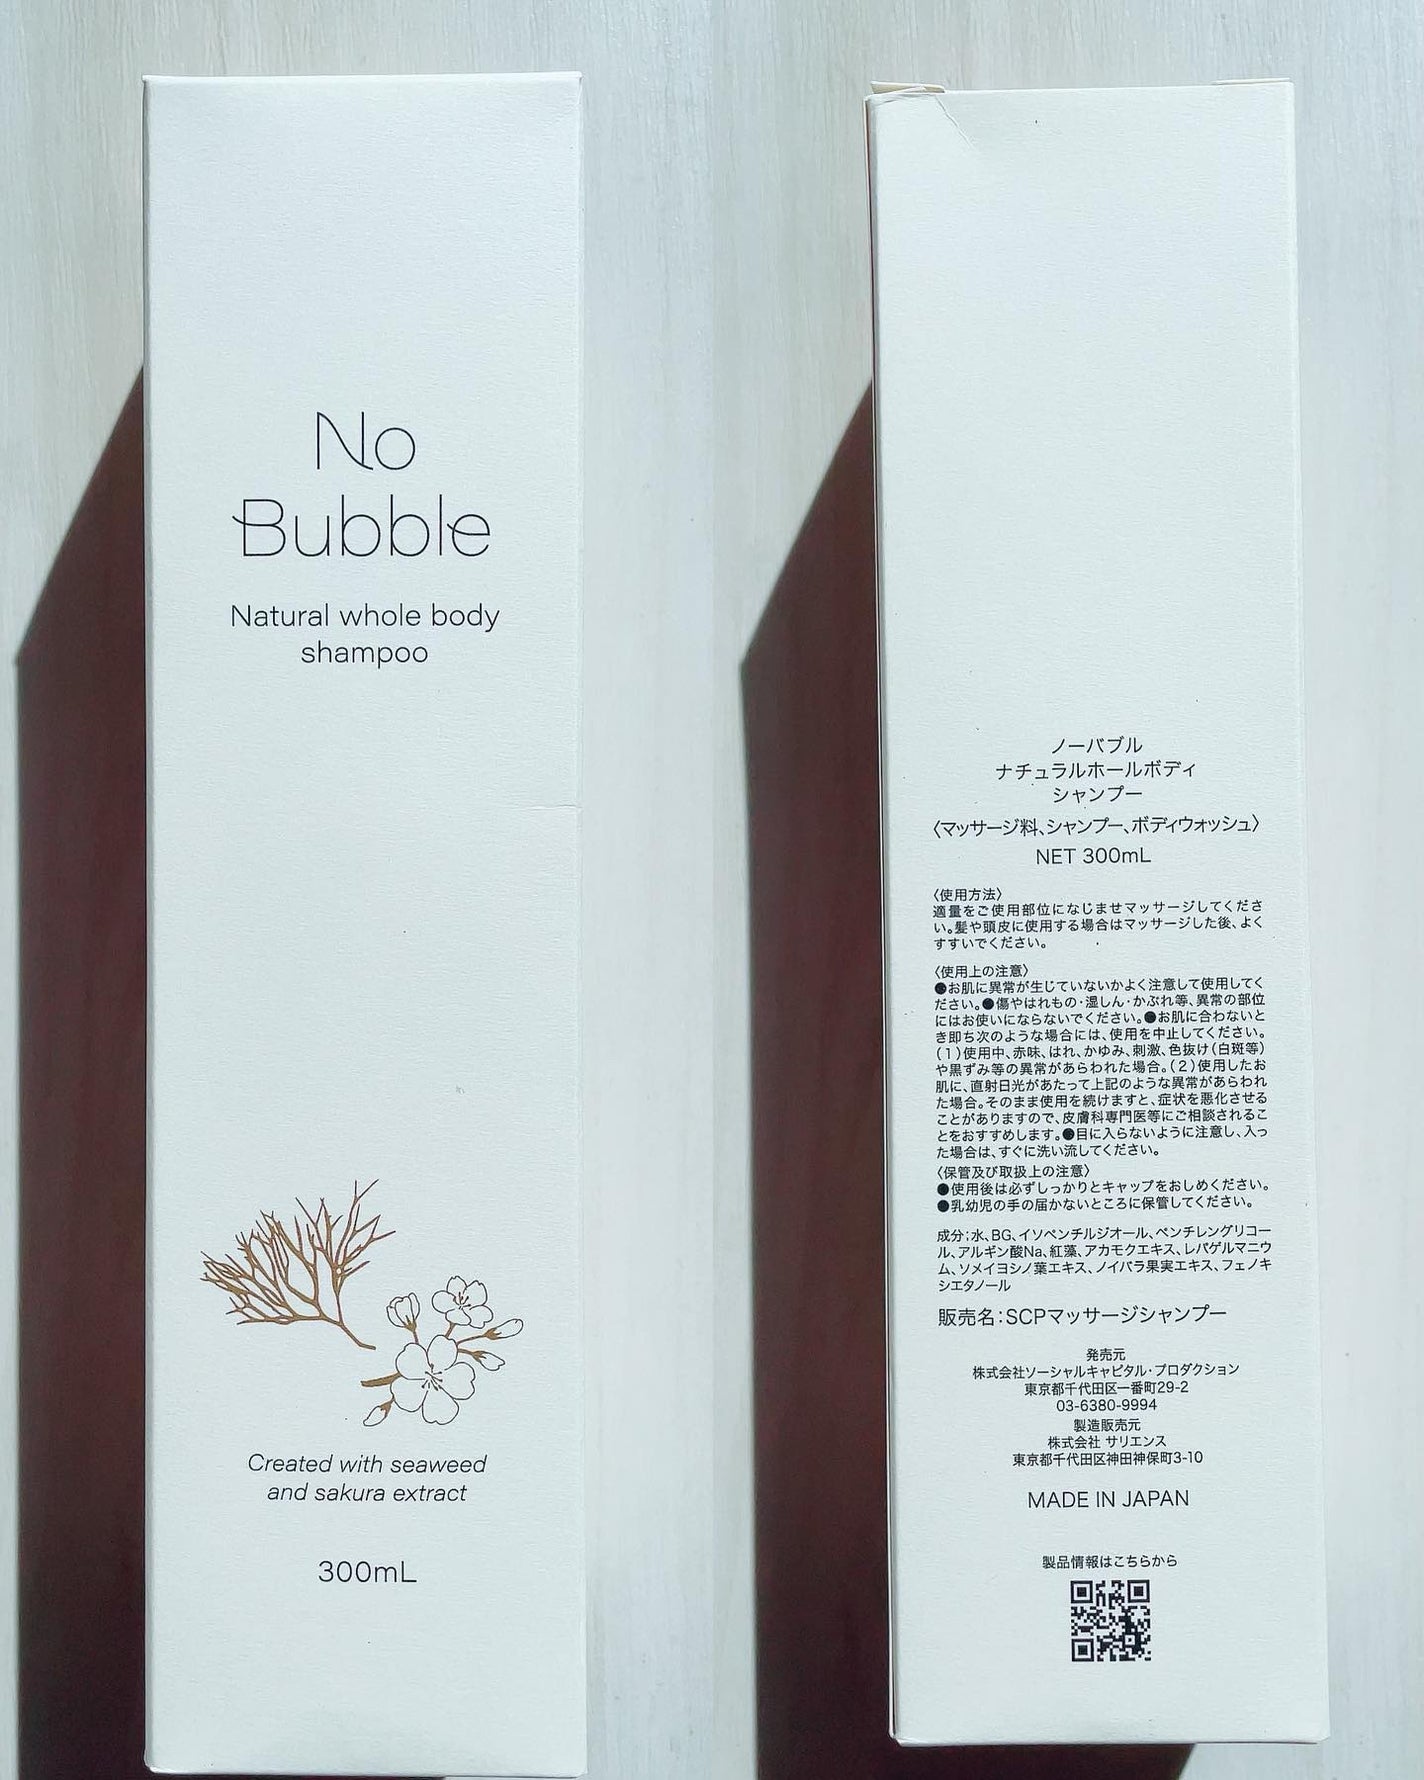 No
Bubble
Natural whole body
shampoo
Created with seaweed
and sakura extract
300mL
ノーバブル
ナチュラルホールボディ
シャンプー
〈マッサージ料、シャンプー、ボディウォッシュ〉
NET 300mL
〈使用方法〉
適量をご使用部位になじませマッサージしてくださ
い。髪や頭皮に使用する場合はマッサージした後、よく
すすいでください。
〈使用上の注意〉
●お肌に異常が生じていないかよく注意して使用してく
ださい。●傷やはれもの・湿しん・かぶれ等、異常の部位
にはお使いにならないでください。●お肌に合わないと
き即ち次のような場合には、使用を中止してください。
（1）使用中、赤味、はれ、かゆみ、刺激、色抜け（白斑等）
や黒ずみ等の異常があらわれた場合。（2）使用したお
肌に、直射日光があたって上記のような異常があらわれ
た場合。そのまま使用を続けますと、症状を悪化させる
ことがありますので、皮膚科専門医等にご相談されるこ
とをおすすめします。●目に入らないように注意し、入っ
た場合は、すぐに洗い流してください。
〈保管及び取扱上の注意〉
●使用後は必ずしっかりとキャップをおしめください。
●乳幼児の手の届かないところに保管してください。
成分；水、BG、イソペンチルジオール、ペンチレングリコー
ル、アルギン酸Na、紅藻、アカモクエキス、レバゲルマニウ
ム、ソメイヨシノ葉エキス、ノイバラ果実エキス、フェノキ
シエタノール
販売名：SCPマッサージシャンプー
発売元
株式会社ソーシャルキャピタル・プロダクション
東京都千代田区一番町29-2
03-6380-9994
製造販売元
株式会社 サリエンス
東京都千代田区神田神保町3-10
MADE IN JAPAN
製品情報はこちらから